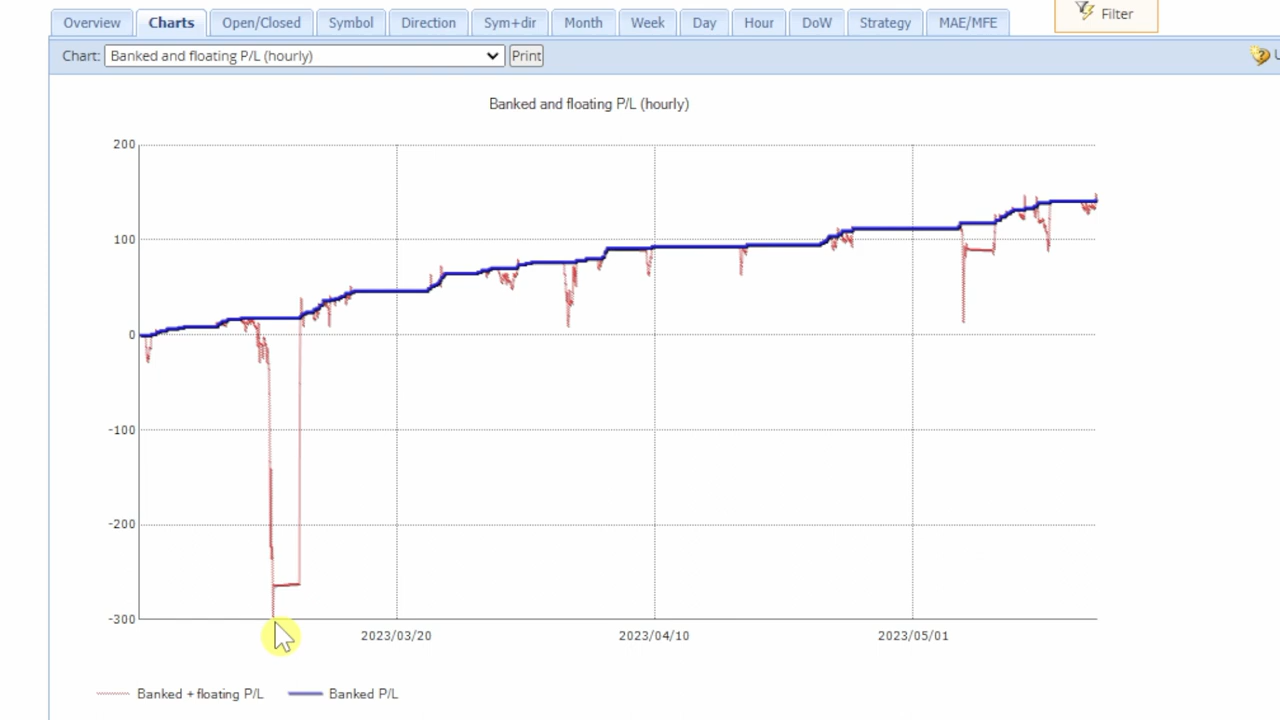 Overview Charts Open/Closed Symbol Direction Sym+dir Month Week Day Hour DoW Strategy MAE/MFE Filter
Chart: Banked and floating P/L (hourly) Print
Banked and floating P/L (hourly)
200
100
0
-100
-200
-300
2023/03/20 2023/04/10 2023/05/01
Banked + floating P/L Banked P/L